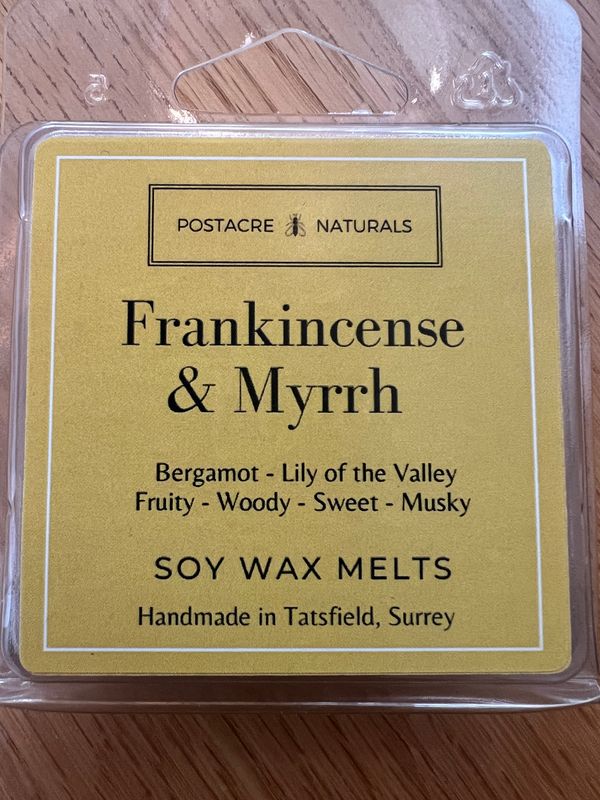 POSTACRE NATURALS
Frankincense
& Myrrh
Bergamot - Lily of the Valley
Fruity - Woody - Sweet - Musky
SOY WAX MELTS
Handmade in Tatsfield, Surrey